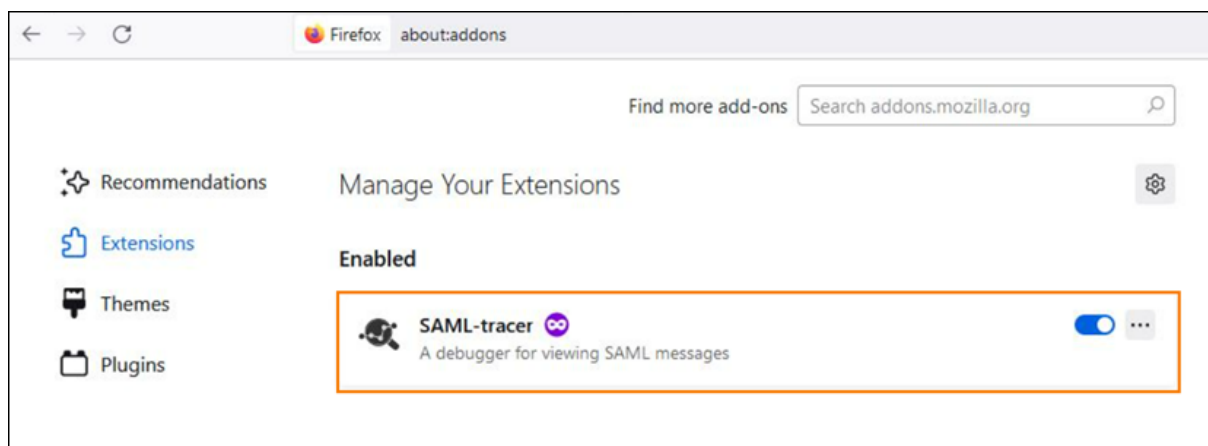 Firefox about:addons
Find more add-ons Search addons.mozilla.org
Recommendations
Manage Your Extensions
Extensions
Enabled
Themes
SAML-tracer
A debugger for viewing SAML messages
Plugins